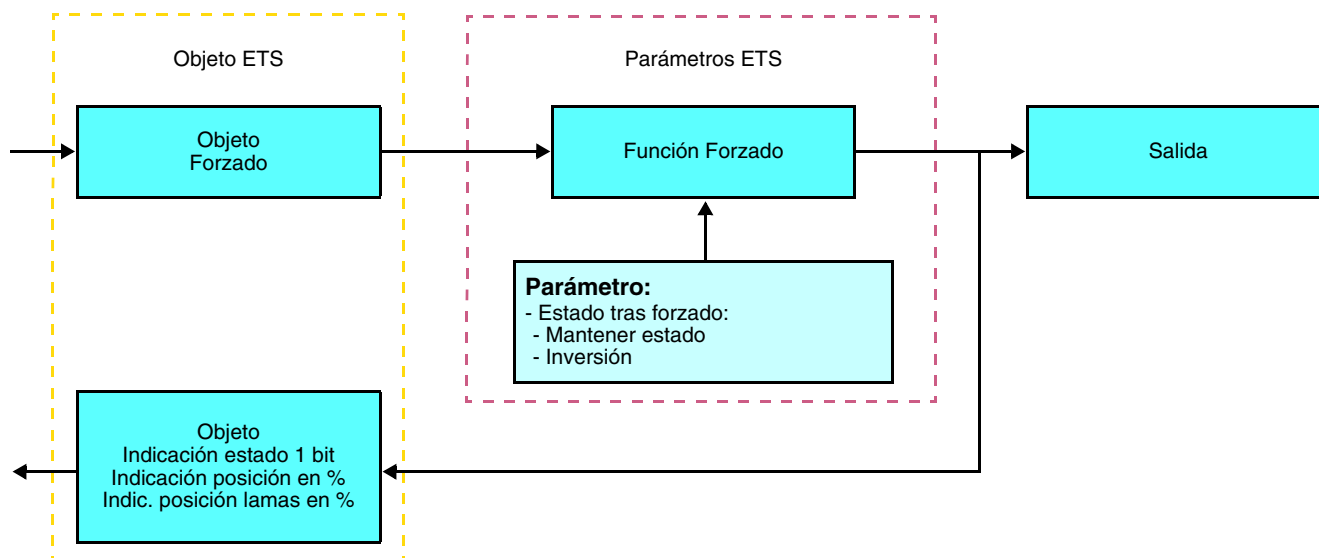 Objeto ETS
Parámetros ETS
Objeto
Forzado
Función Forzado
Salida
Parámetro:
- Estado tras forzado:
- Mantener estado
- Inversión
Objeto
Indicación estado 1 bit
Indicación posición en %
Indic. posición lamas en %